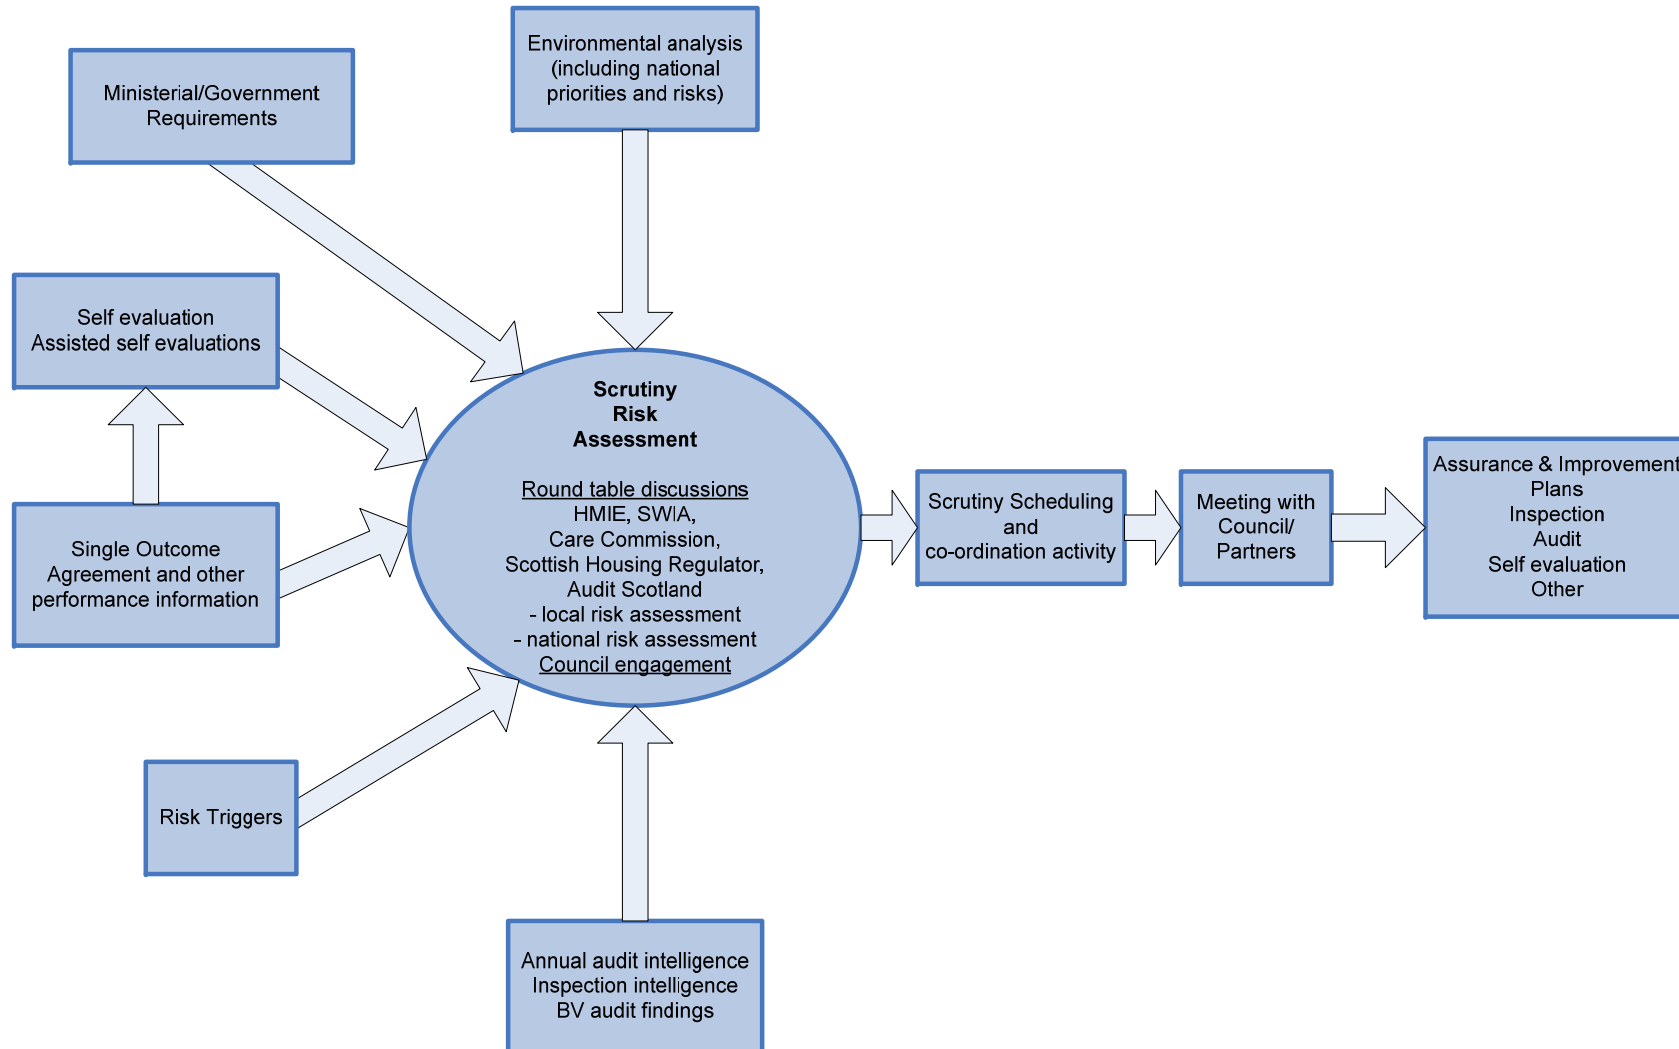 Environmental analysis
(including national
priorities and risks)
Ministerial/Government
Requirements
Self evaluation
Assisted self evaluations
Single Outcome
Agreement and other
performance information
Risk Triggers
Scrutiny
Risk
Assessment
Round table discussions
HMIE, SWIA,
Care Commission,
Scottish Housing Regulator,
Audit Scotland
- local risk assessment
- national risk assessment
Council engagement
Annual audit intelligence
Inspection intelligence
BV audit findings
Scrutiny Scheduling
and
co-ordination activity
Meeting with
Council/
Partners
Assurance & Improvement
Plans
Inspection
Audit
Self evaluation
Other